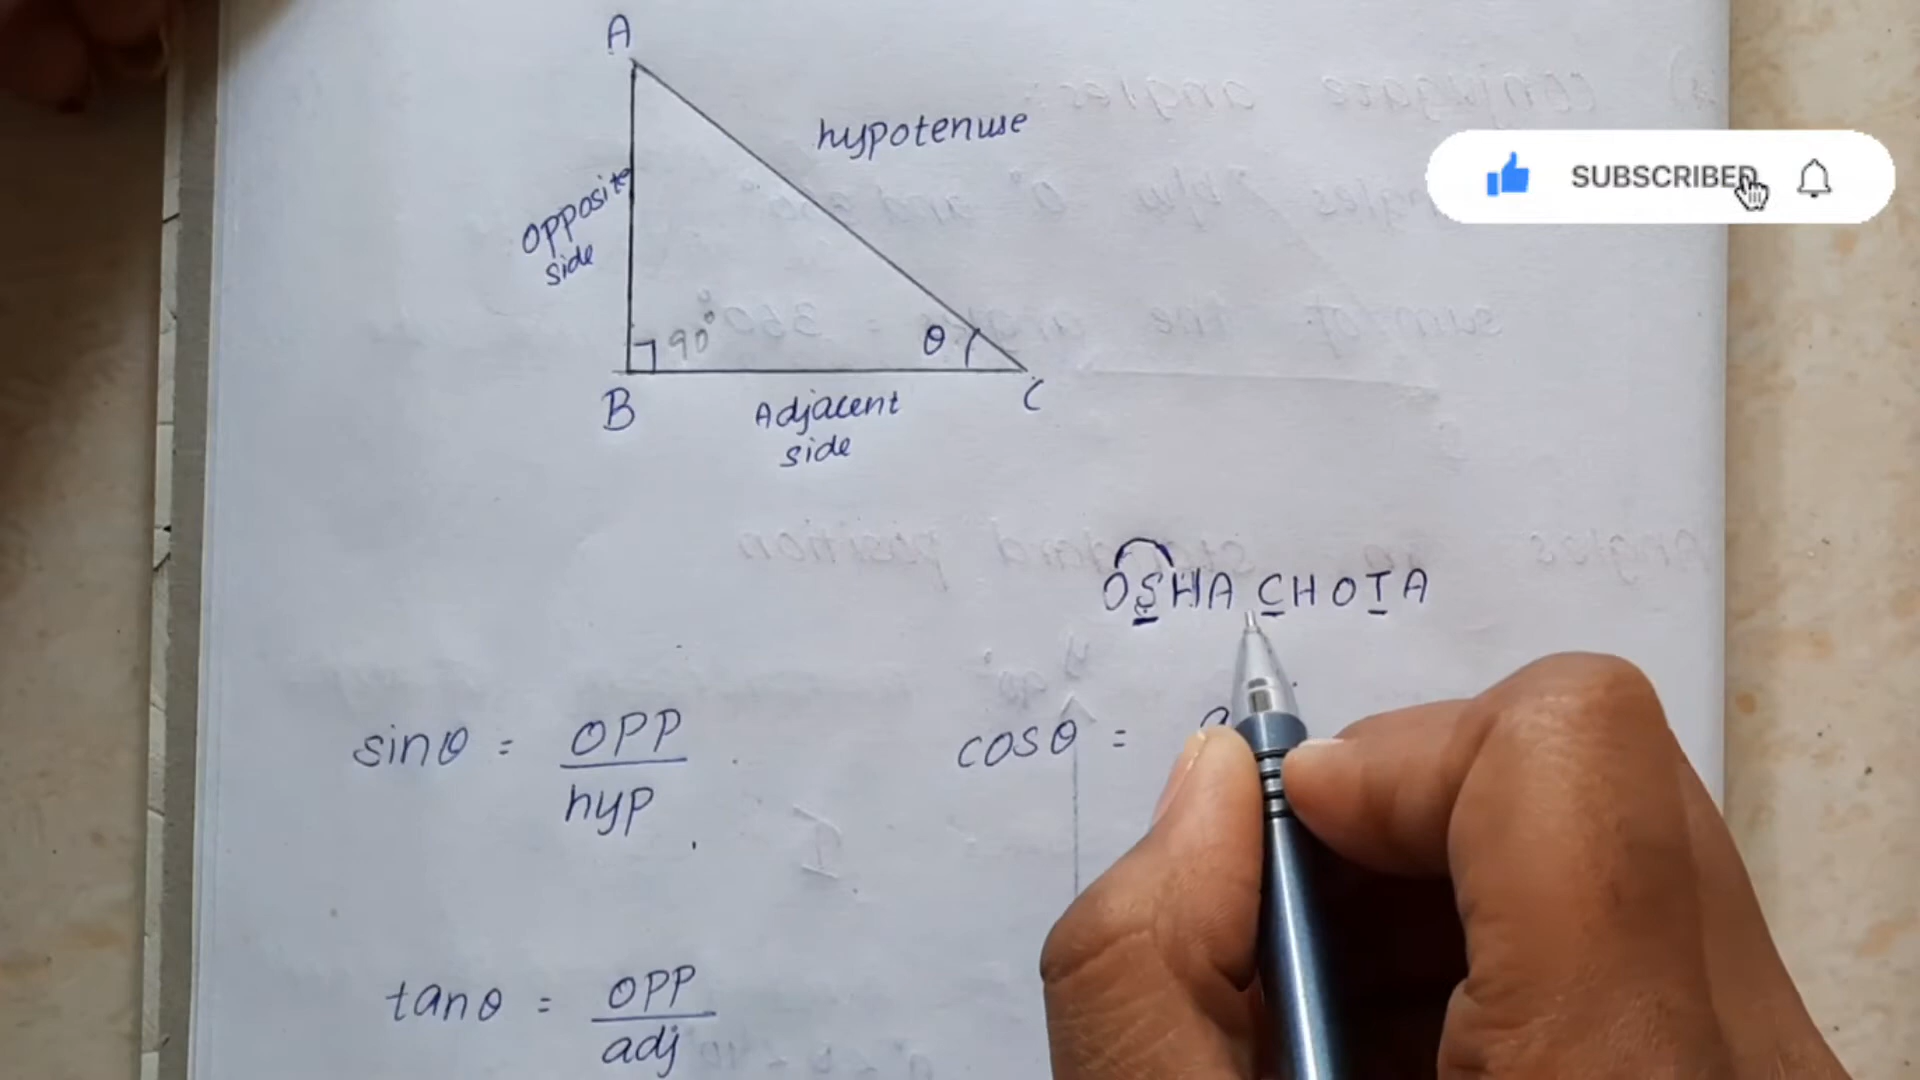 A
hypotenuse
SUBSCRIBED
opposite
side
90°
θ
B
C
Adjacent
side
OSHA CHOTA
sinθ = OPP
hyp
cosθ =
tanθ = OPP
adj